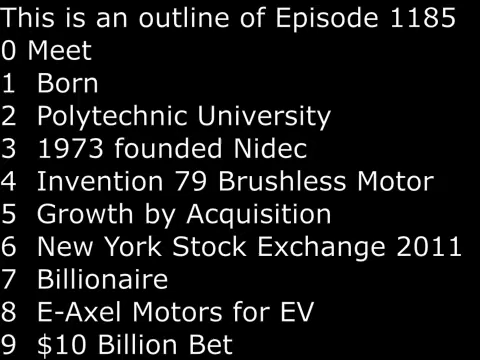 This is an outline of Episode 1185
0 Meet
1 Born
2 Polytechnic University
3 1973 founded Nidec
4 Invention 79 Brushless Motor
5 Growth by Acquisition
6 New York Stock Exchange 2011
7 Billionaire
8 E-Axel Motors for EV
9 $10 Billion Bet